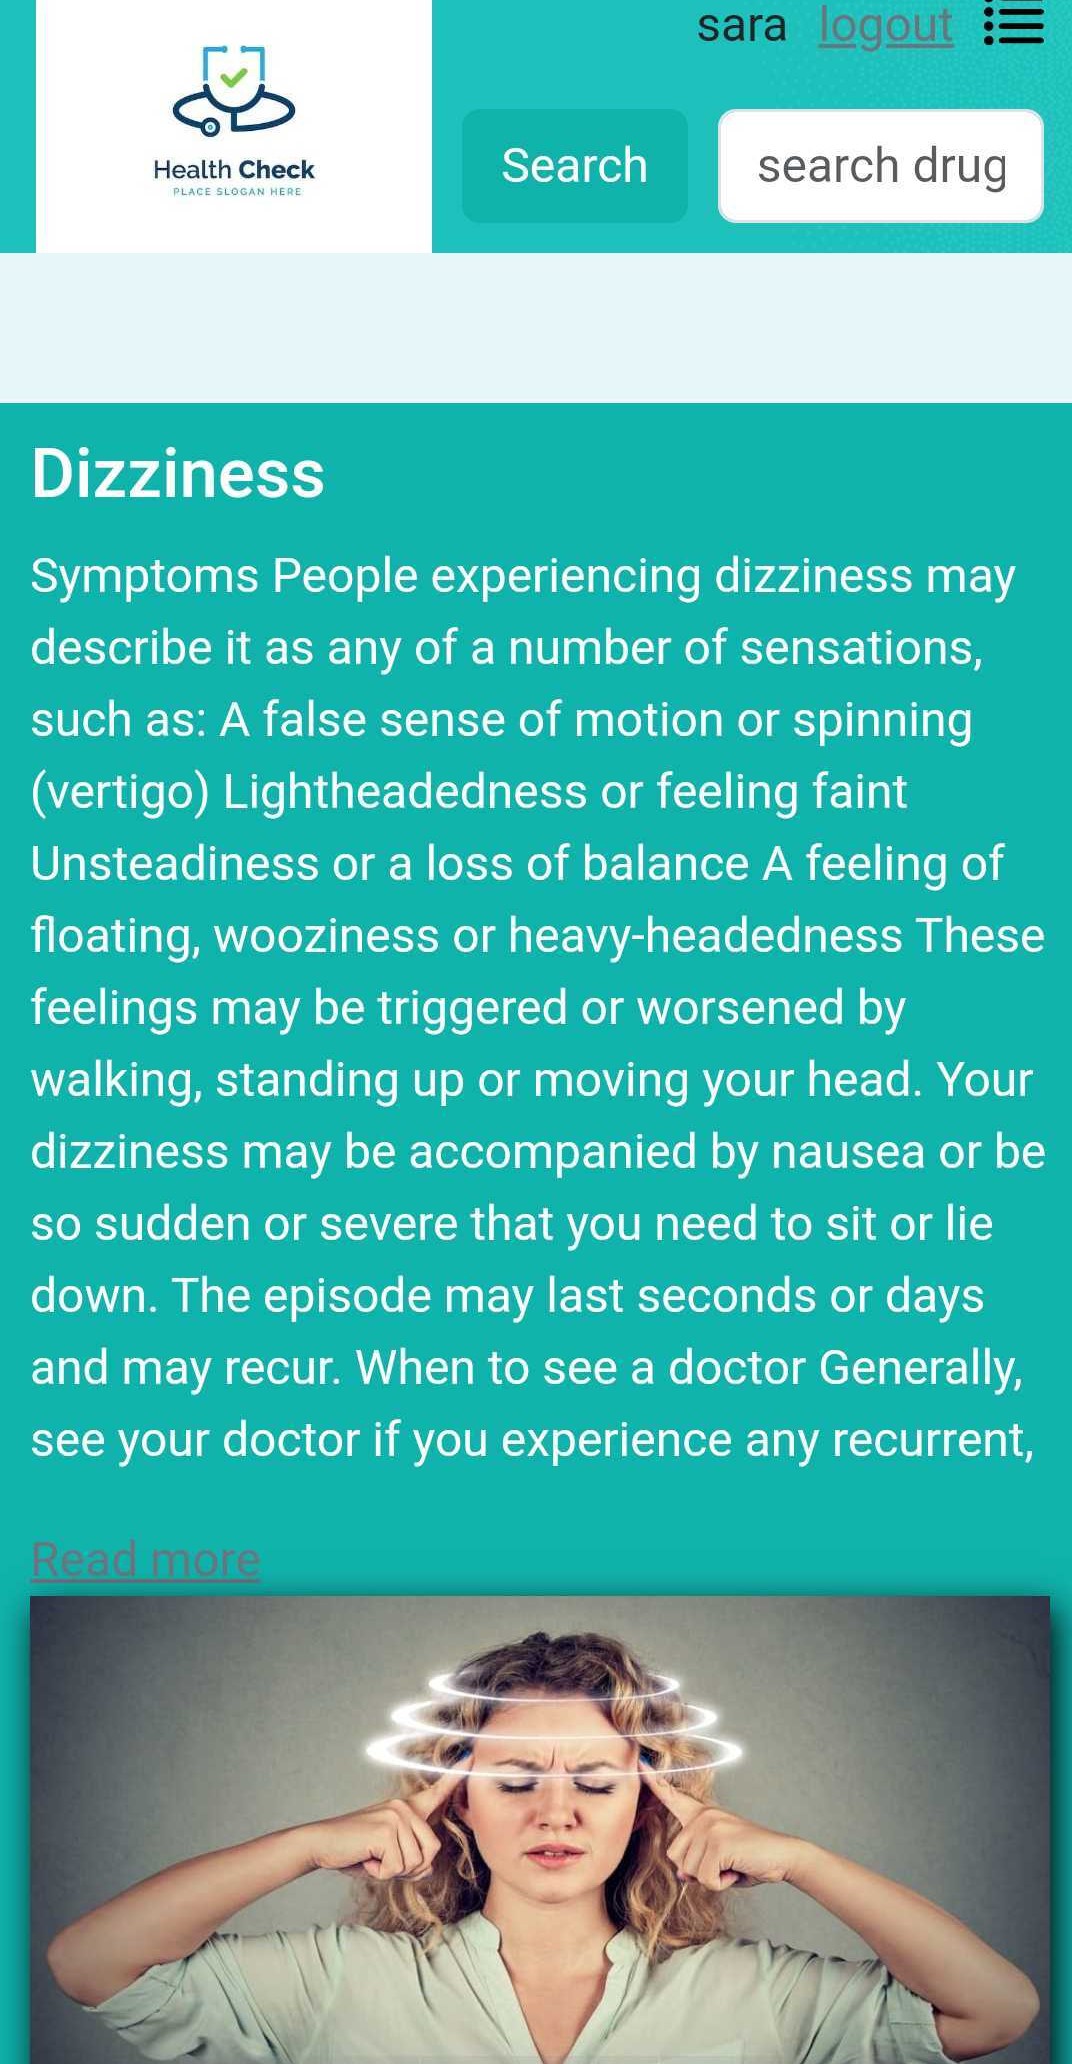 sara logout
Health Check
PLACE SLOGAN HERE
Search
search drug
Dizziness
Symptoms People experiencing dizziness may
describe it as any of a number of sensations,
such as: A false sense of motion or spinning
(vertigo) Lightheadedness or feeling faint
Unsteadiness or a loss of balance A feeling of
floating, wooziness or heavy-headedness These
feelings may be triggered or worsened by
walking, standing up or moving your head. Your
dizziness may be accompanied by nausea or be
so sudden or severe that you need to sit or lie
down. The episode may last seconds or days
and may recur. When to see a doctor Generally,
see your doctor if you experience any recurrent,
Read more